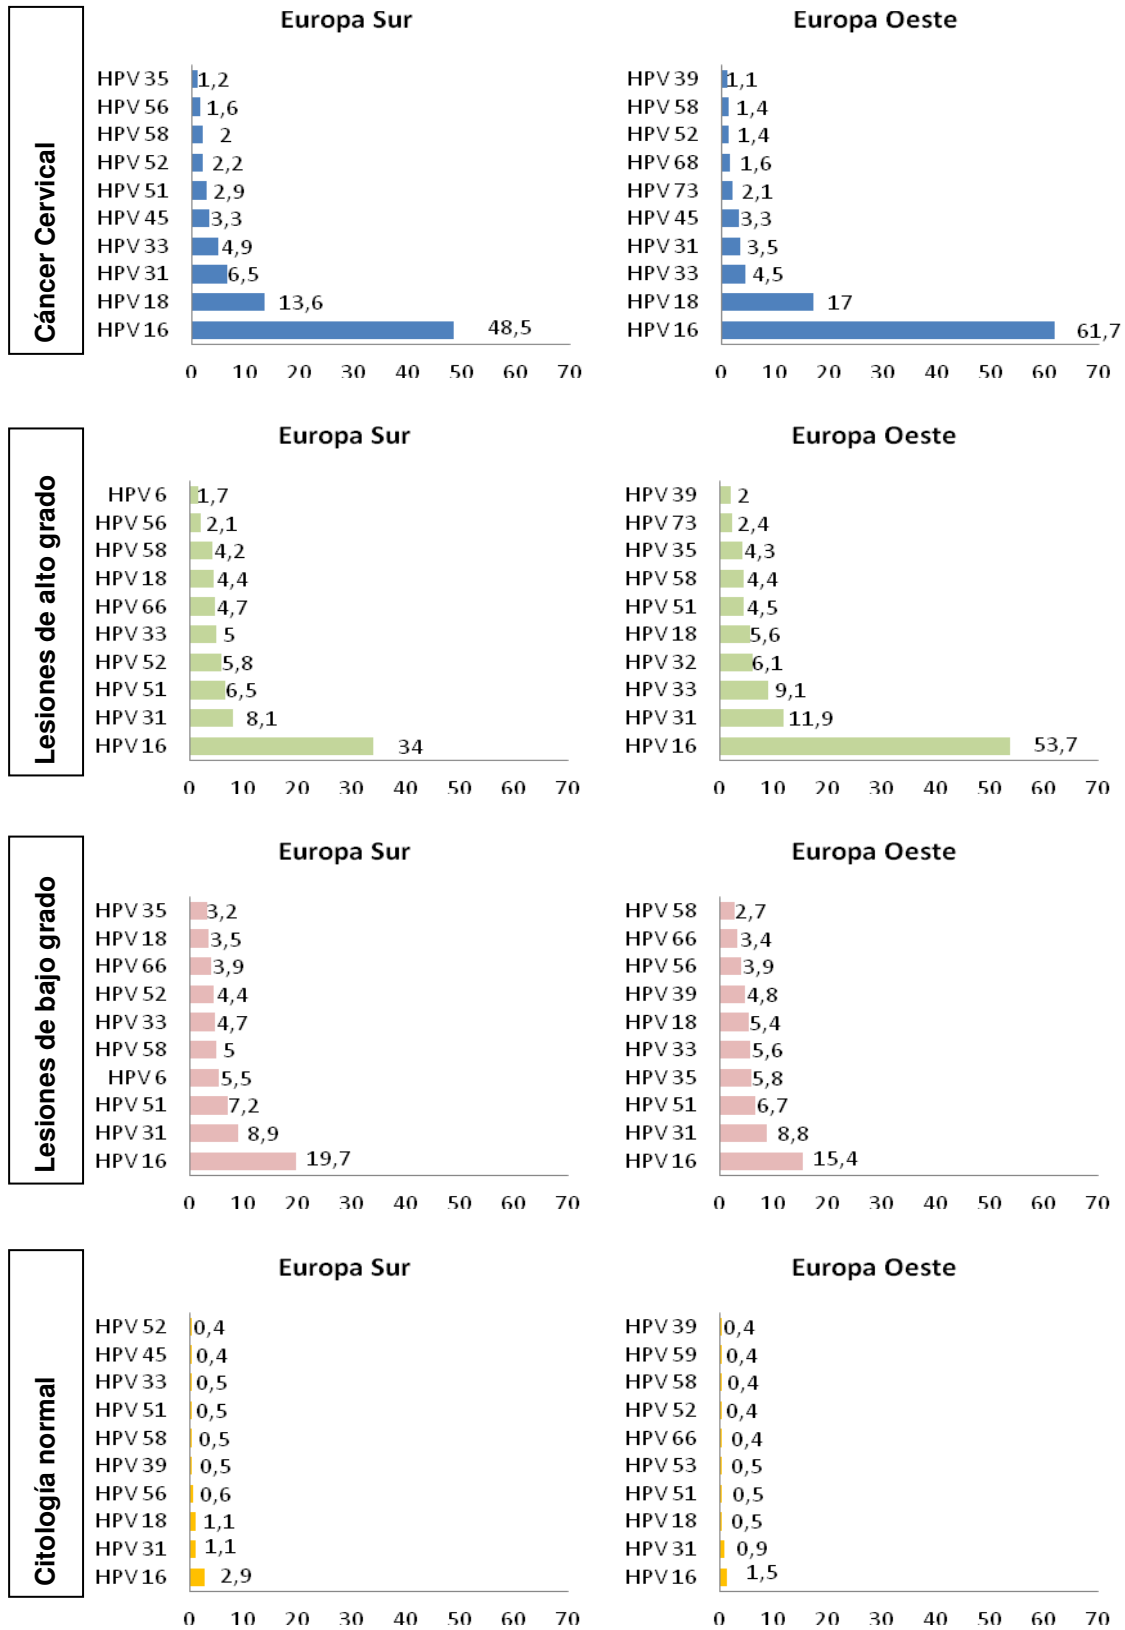 Cáncer Cervical
Europa Sur
HPV 35 1,2
HPV 56 1,6
HPV 58 2
HPV 52 2,2
HPV 51 2,9
HPV 45 3,3
HPV 33 4,9
HPV 31 6,5
HPV 18 13,6
HPV 16 48,5
0 10 20 30 40 50 60 70
Europa Oeste
HPV 39 1,1
HPV 58 1,4
HPV 52 1,4
HPV 68 1,6
HPV 73 2,1
HPV 45 3,3
HPV 31 3,5
HPV 33 4,5
HPV 18 17
HPV 16 61,7
0 10 20 30 40 50 60 70
Lesiones de alto grado
Europa Sur
HPV 6 1,7
HPV 56 2,1
HPV 58 4,2
HPV 18 4,4
HPV 66 4,7
HPV 33 5
HPV 52 5,8
HPV 51 6,5
HPV 31 8,1
HPV 16 34
0 10 20 30 40 50 60 70
Europa Oeste
HPV 39 2
HPV 73 2,4
HPV 35 4,3
HPV 58 4,4
HPV 51 4,5
HPV 18 5,6
HPV 32 6,1
HPV 33 9,1
HPV 31 11,9
HPV 16 53,7
0 10 20 30 40 50 60 70
Lesiones de bajo grado
Europa Sur
HPV 35 3,2
HPV 18 3,5
HPV 66 3,9
HPV 52 4,4
HPV 33 4,7
HPV 58 5
HPV 6 5,5
HPV 51 7,2
HPV 31 8,9
HPV 16 19,7
0 10 20 30 40 50 60 70
Europa Oeste
HPV 58 2,7
HPV 66 3,4
HPV 56 3,9
HPV 39 4,8
HPV 18 5,4
HPV 33 5,6
HPV 35 5,8
HPV 51 6,7
HPV 31 8,8
HPV 16 15,4
0 10 20 30 40 50 60 70
Citología normal
Europa Sur
HPV 52 0,4
HPV 45 0,4
HPV 33 0,5
HPV 51 0,5
HPV 58 0,5
HPV 39 0,5
HPV 56 0,6
HPV 18 1,1
HPV 31 1,1
HPV 16 2,9
0 10 20 30 40 50 60 70
Europa Oeste
HPV 39 0,4
HPV 59 0,4
HPV 58 0,4
HPV 52 0,4
HPV 66 0,4
HPV 53 0,5
HPV 51 0,5
HPV 18 0,5
HPV 31 0,9
HPV 16 1,5
0 10 20 30 40 50 60 70